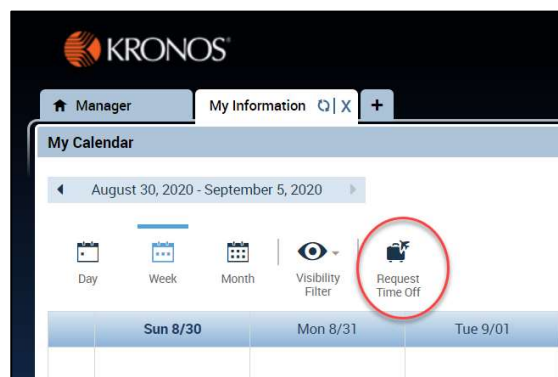 KRONOS
Manager
My Information X +
My Calendar
August 30, 2020 - September 5, 2020
Day
Week
Month
Visibility
Filter
Request
Time Off
Sun 8/30
Mon 8/31
Tue 9/01